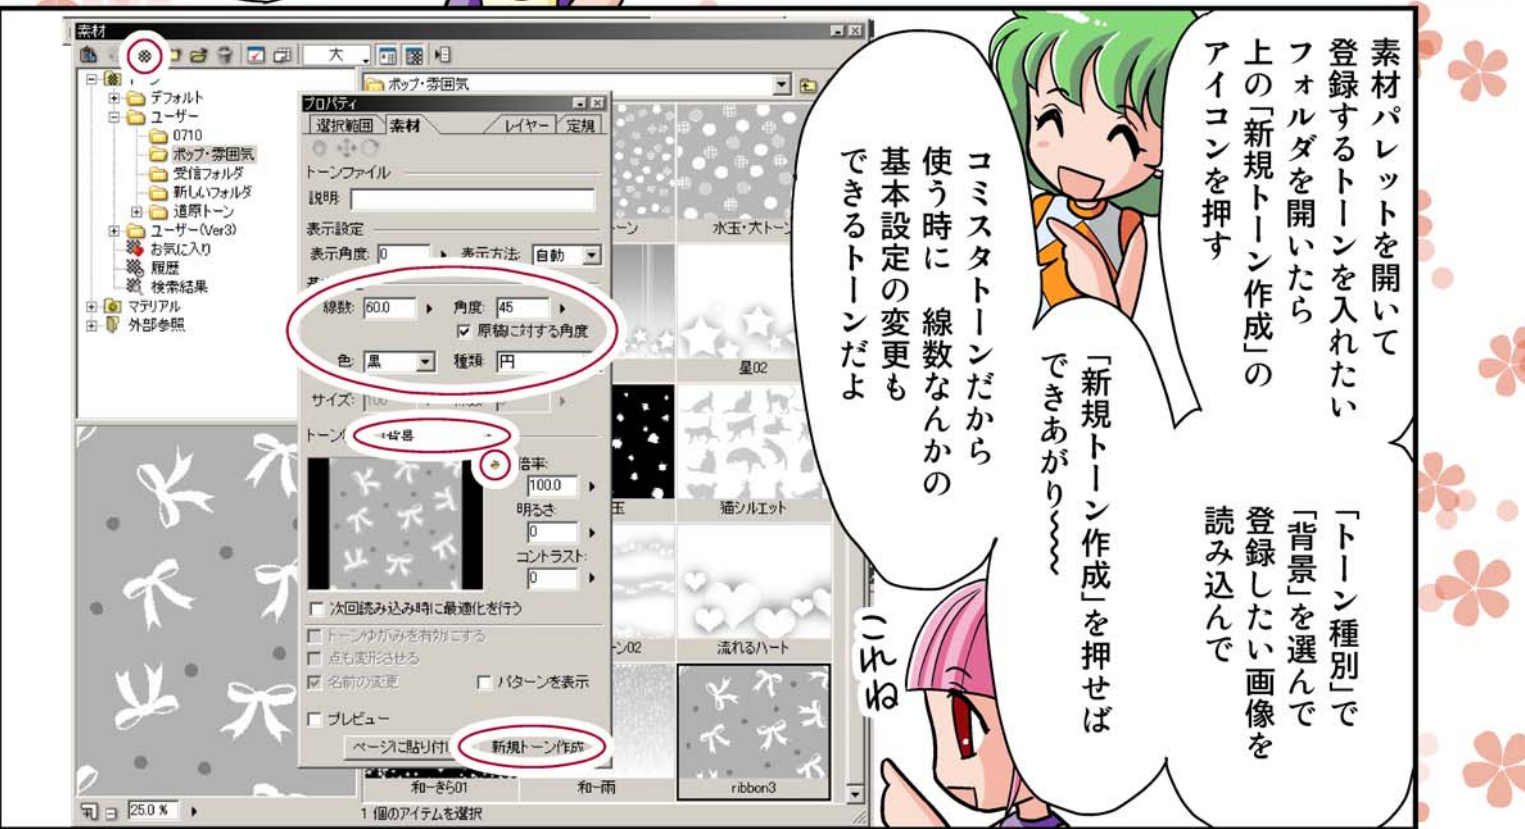 素材パレットを開いて
登録するトーンを入れたい
フォルダを開いたら
上の「新規トーン作成」の
アイコンを押す
「トーン種別」で
「背景」を選んで
登録したい画像を
読み込んで
「新規トーン作成」を押せば
できあがり~~~~
コミスタトーンだから
使う時に 線数なんかの
基本設定の変更も
できるトーンだよ
これね
素材
大
デフォルト
ユーザー
0710
ポップ・雰囲気
受信フォルダ
新しいフォルダ
道原トーン
ユーザー(Ver3)
お気に入り
履歴
検索結果
マテリアル
外部参照
25.0 %
ポップ・雰囲気
プロパティ
選択範囲 素材 レイヤー 定規
トーンファイル
説明:
表示設定
表示角度: 0 表示方法: 自動
線数: 60.0 角度: 45
原稿に対する角度
色: 黒 種類: 円
サイズ: 100
トーン
背景
倍率:
100.0
明るさ:
0
コントラスト:
0
次回読み込み時に最適化を行う
トーンゆがみを有効にする
点も変形させる
名前の変更 パターンを表示
プレビュー
ページに貼り付け 新規トーン作成
ーン
水玉・大トーン
星02
玉
猫シルエット
ーン02
流れるハート
和ーきら01
和ー雨
ribbon3
1 個のアイテムを選択